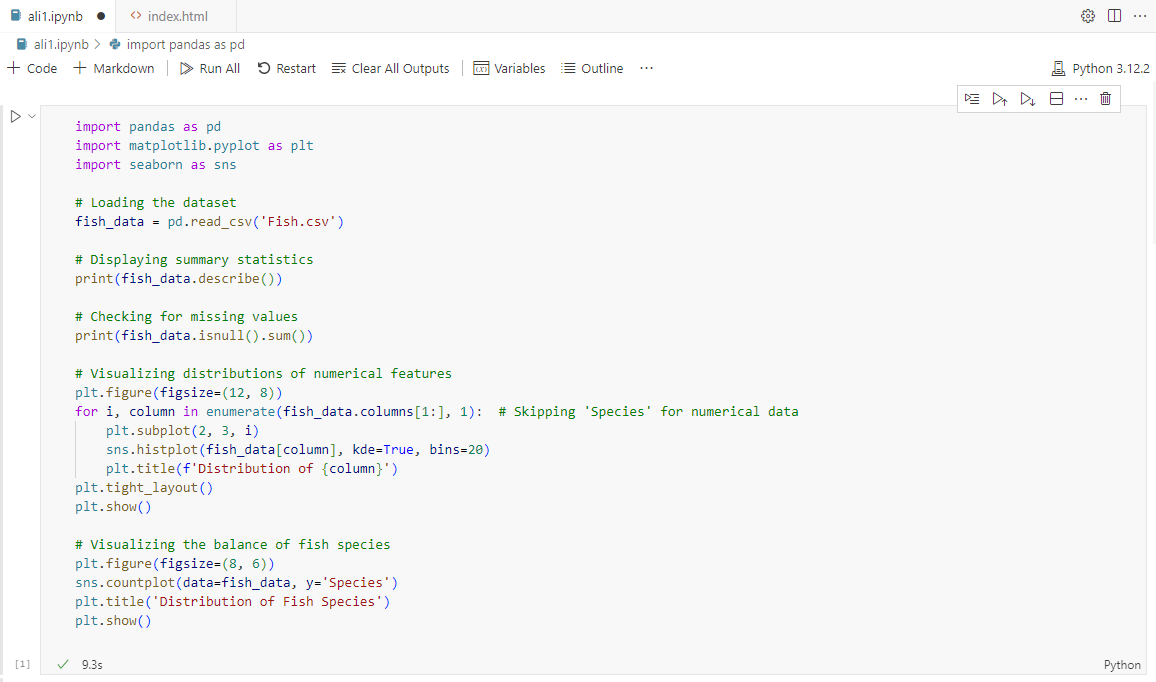 ali1.ipynb ● <> index.html ...
ali1.ipynb > import pandas as pd
+ Code + Markdown | Run All Restart Clear All Outputs | Variables Outline ... Python 3.12.2
import pandas as pd
import matplotlib.pyplot as plt
import seaborn as sns
# Loading the dataset
fish_data = pd.read_csv('Fish.csv')
# Displaying summary statistics
print(fish_data.describe())
# Checking for missing values
print(fish_data.isnull().sum())
# Visualizing distributions of numerical features
plt.figure(figsize=(12, 8))
for i, column in enumerate(fish_data.columns[1:], 1):  # Skipping 'Species' for numerical data
    plt.subplot(2, 3, i)
    sns.histplot(fish_data[column], kde=True, bins=20)
    plt.title(f'Distribution of {column}')
plt.tight_layout()
plt.show()
# Visualizing the balance of fish species
plt.figure(figsize=(8, 6))
sns.countplot(data=fish_data, y='Species')
plt.title('Distribution of Fish Species')
plt.show()
[1] ✓ 9.3s Python